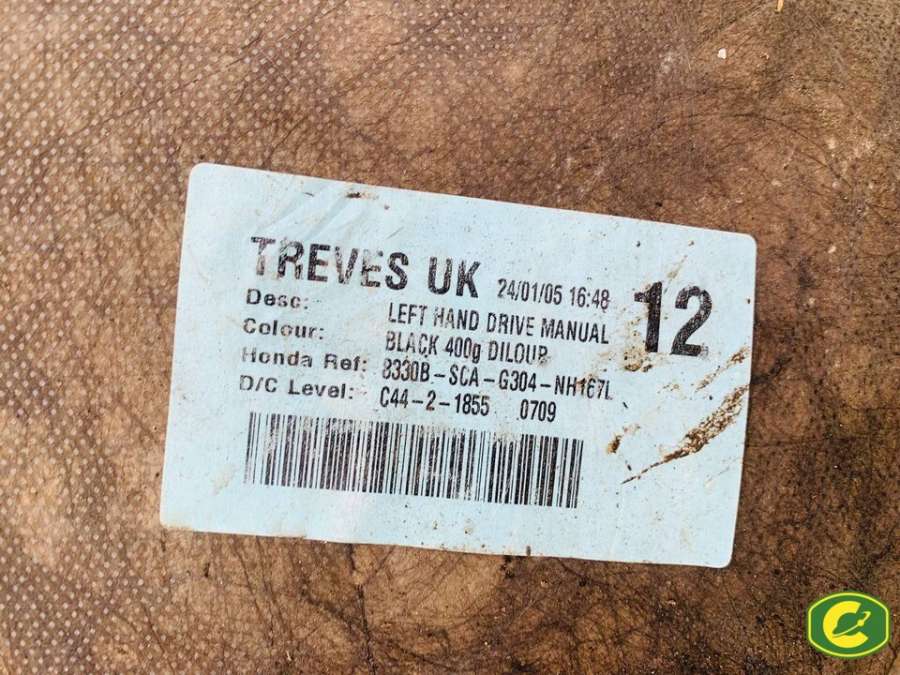 TREVES UK 24/01/05 16:48 12
Desc: LEFT HAND DRIVE MANUAL
Colour: BLACK 400g DILOUR
Honda Ref: 8330B-SCA-G304-NH167L
D/C Level: C44-2-1855 0709